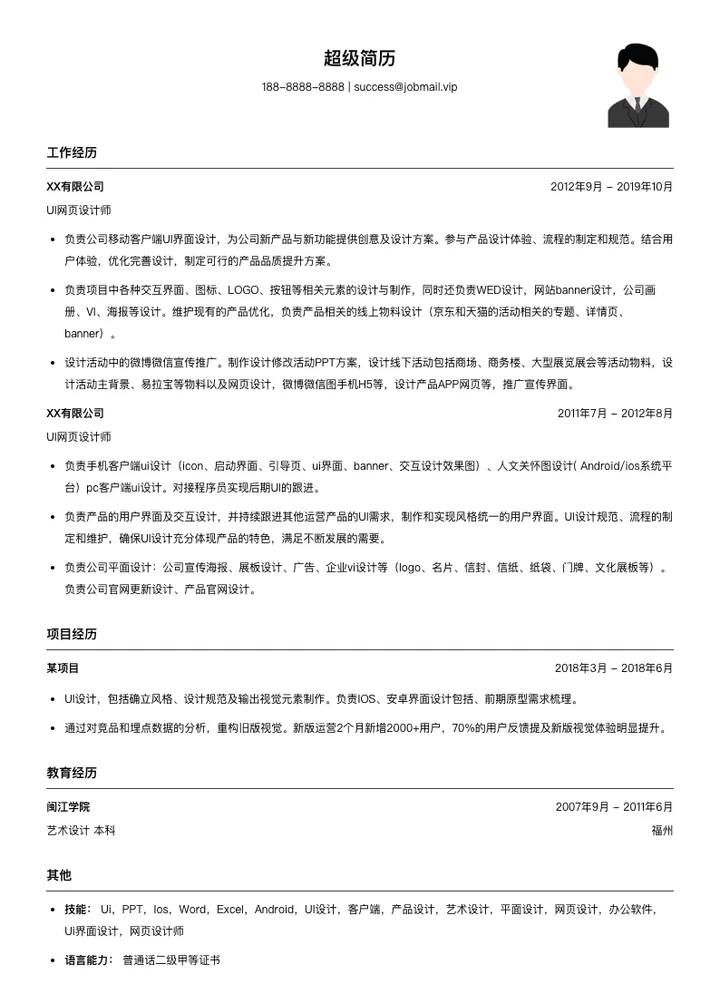 超级简历
188-8888-8888 | success@jobmail.vip
工作经历
XX有限公司 2012年9月 – 2019年10月
UI网页设计师
• 负责公司移动客户端UI界面设计，为公司新产品与新功能提供创意及设计方案。参与产品设计体验、流程的制定和规范。结合用
户体验，优化完善设计，制定可行的产品品质提升方案。
• 负责项目中各种交互界面、图标、LOGO、按钮等相关元素的设计与制作，同时还负责WED设计，网站banner设计，公司画
册、VI、海报等设计。维护现有的产品优化，负责产品相关的线上物料设计（京东和天猫的活动相关的专题、详情页、
banner）。
• 设计活动中的微博微信宣传推广。制作设计修改活动PPT方案，设计线下活动包括商场、商务楼、大型展览展会等活动物料，设
计活动主背景、易拉宝等物料以及网页设计，微博微信图手机H5等，设计产品APP网页等，推广宣传界面。
XX有限公司 2011年7月 – 2012年8月
UI网页设计师
• 负责手机客户端ui设计（icon、启动界面、引导页、ui界面、banner、交互设计效果图）、人文关怀图设计( Android/ios系统平
台）pc客户端ui设计。对接程序员实现后期UI的跟进。
• 负责产品的用户界面及交互设计，并持续跟进其他运营产品的UI需求，制作和实现风格统一的用户界面。UI设计规范、流程的制
定和维护，确保UI设计充分体现产品的特色，满足不断发展的需要。
• 负责公司平面设计：公司宣传海报、展板设计、广告、企业vi设计等（logo、名片、信封、信纸、纸袋、门牌、文化展板等）。
负责公司官网更新设计、产品官网设计。
项目经历
某项目 2018年3月 – 2018年6月
• UI设计，包括确立风格、设计规范及输出视觉元素制作。负责IOS、安卓界面设计包括、前期原型需求梳理。
• 通过对竞品和埋点数据的分析，重构旧版视觉。新版运营2个月新增2000+用户，70%的用户反馈提及新版视觉体验明显提升。
教育经历
闽江学院 2007年9月 – 2011年6月
艺术设计 本科 福州
其他
• 技能： Ui，PPT，Ios，Word，Excel，Android，UI设计，客户端，产品设计，艺术设计，平面设计，网页设计，办公软件，
Ui界面设计，网页设计师
• 语言能力： 普通话二级甲等证书